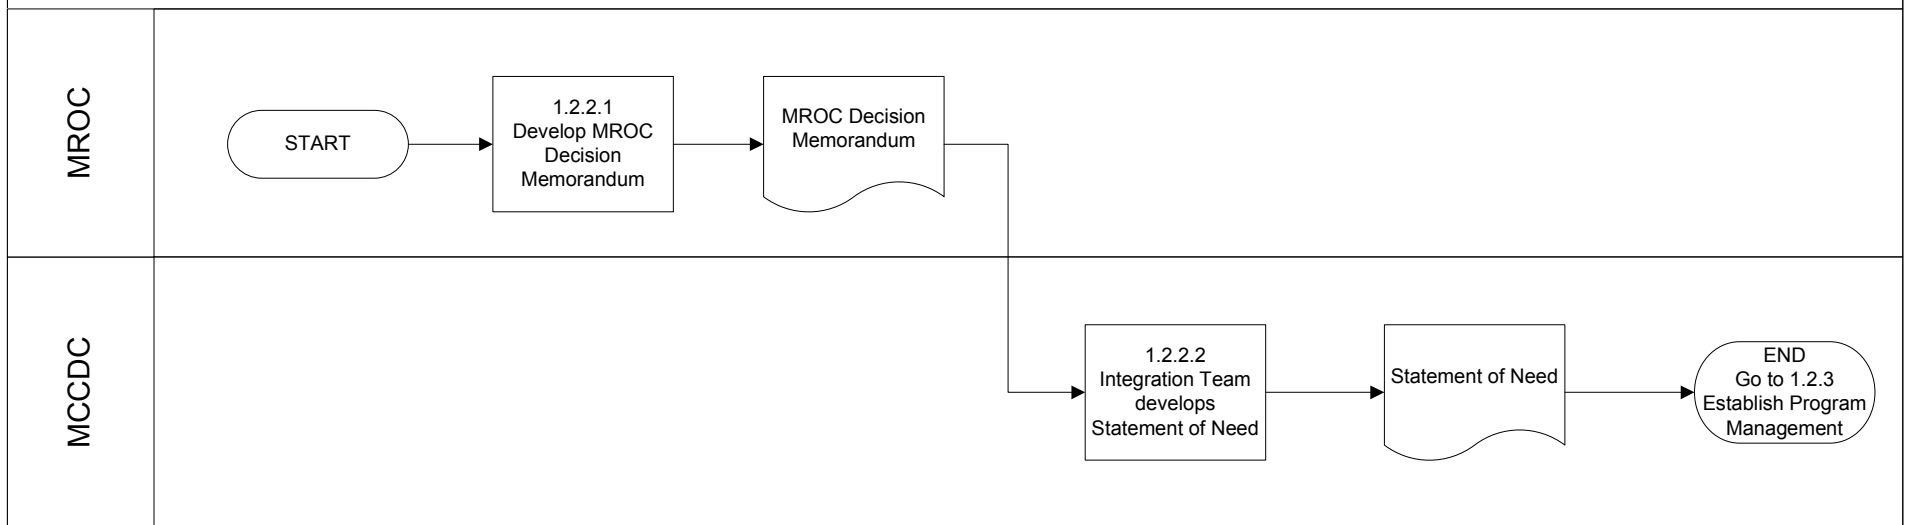 MROC
START
1.2.2.1
Develop MROC
Decision
Memorandum
MROC Decision
Memorandum
MCCDC
1.2.2.2
Integration Team
develops
Statement of Need
Statement of Need
END
Go to 1.2.3
Establish Program
Management